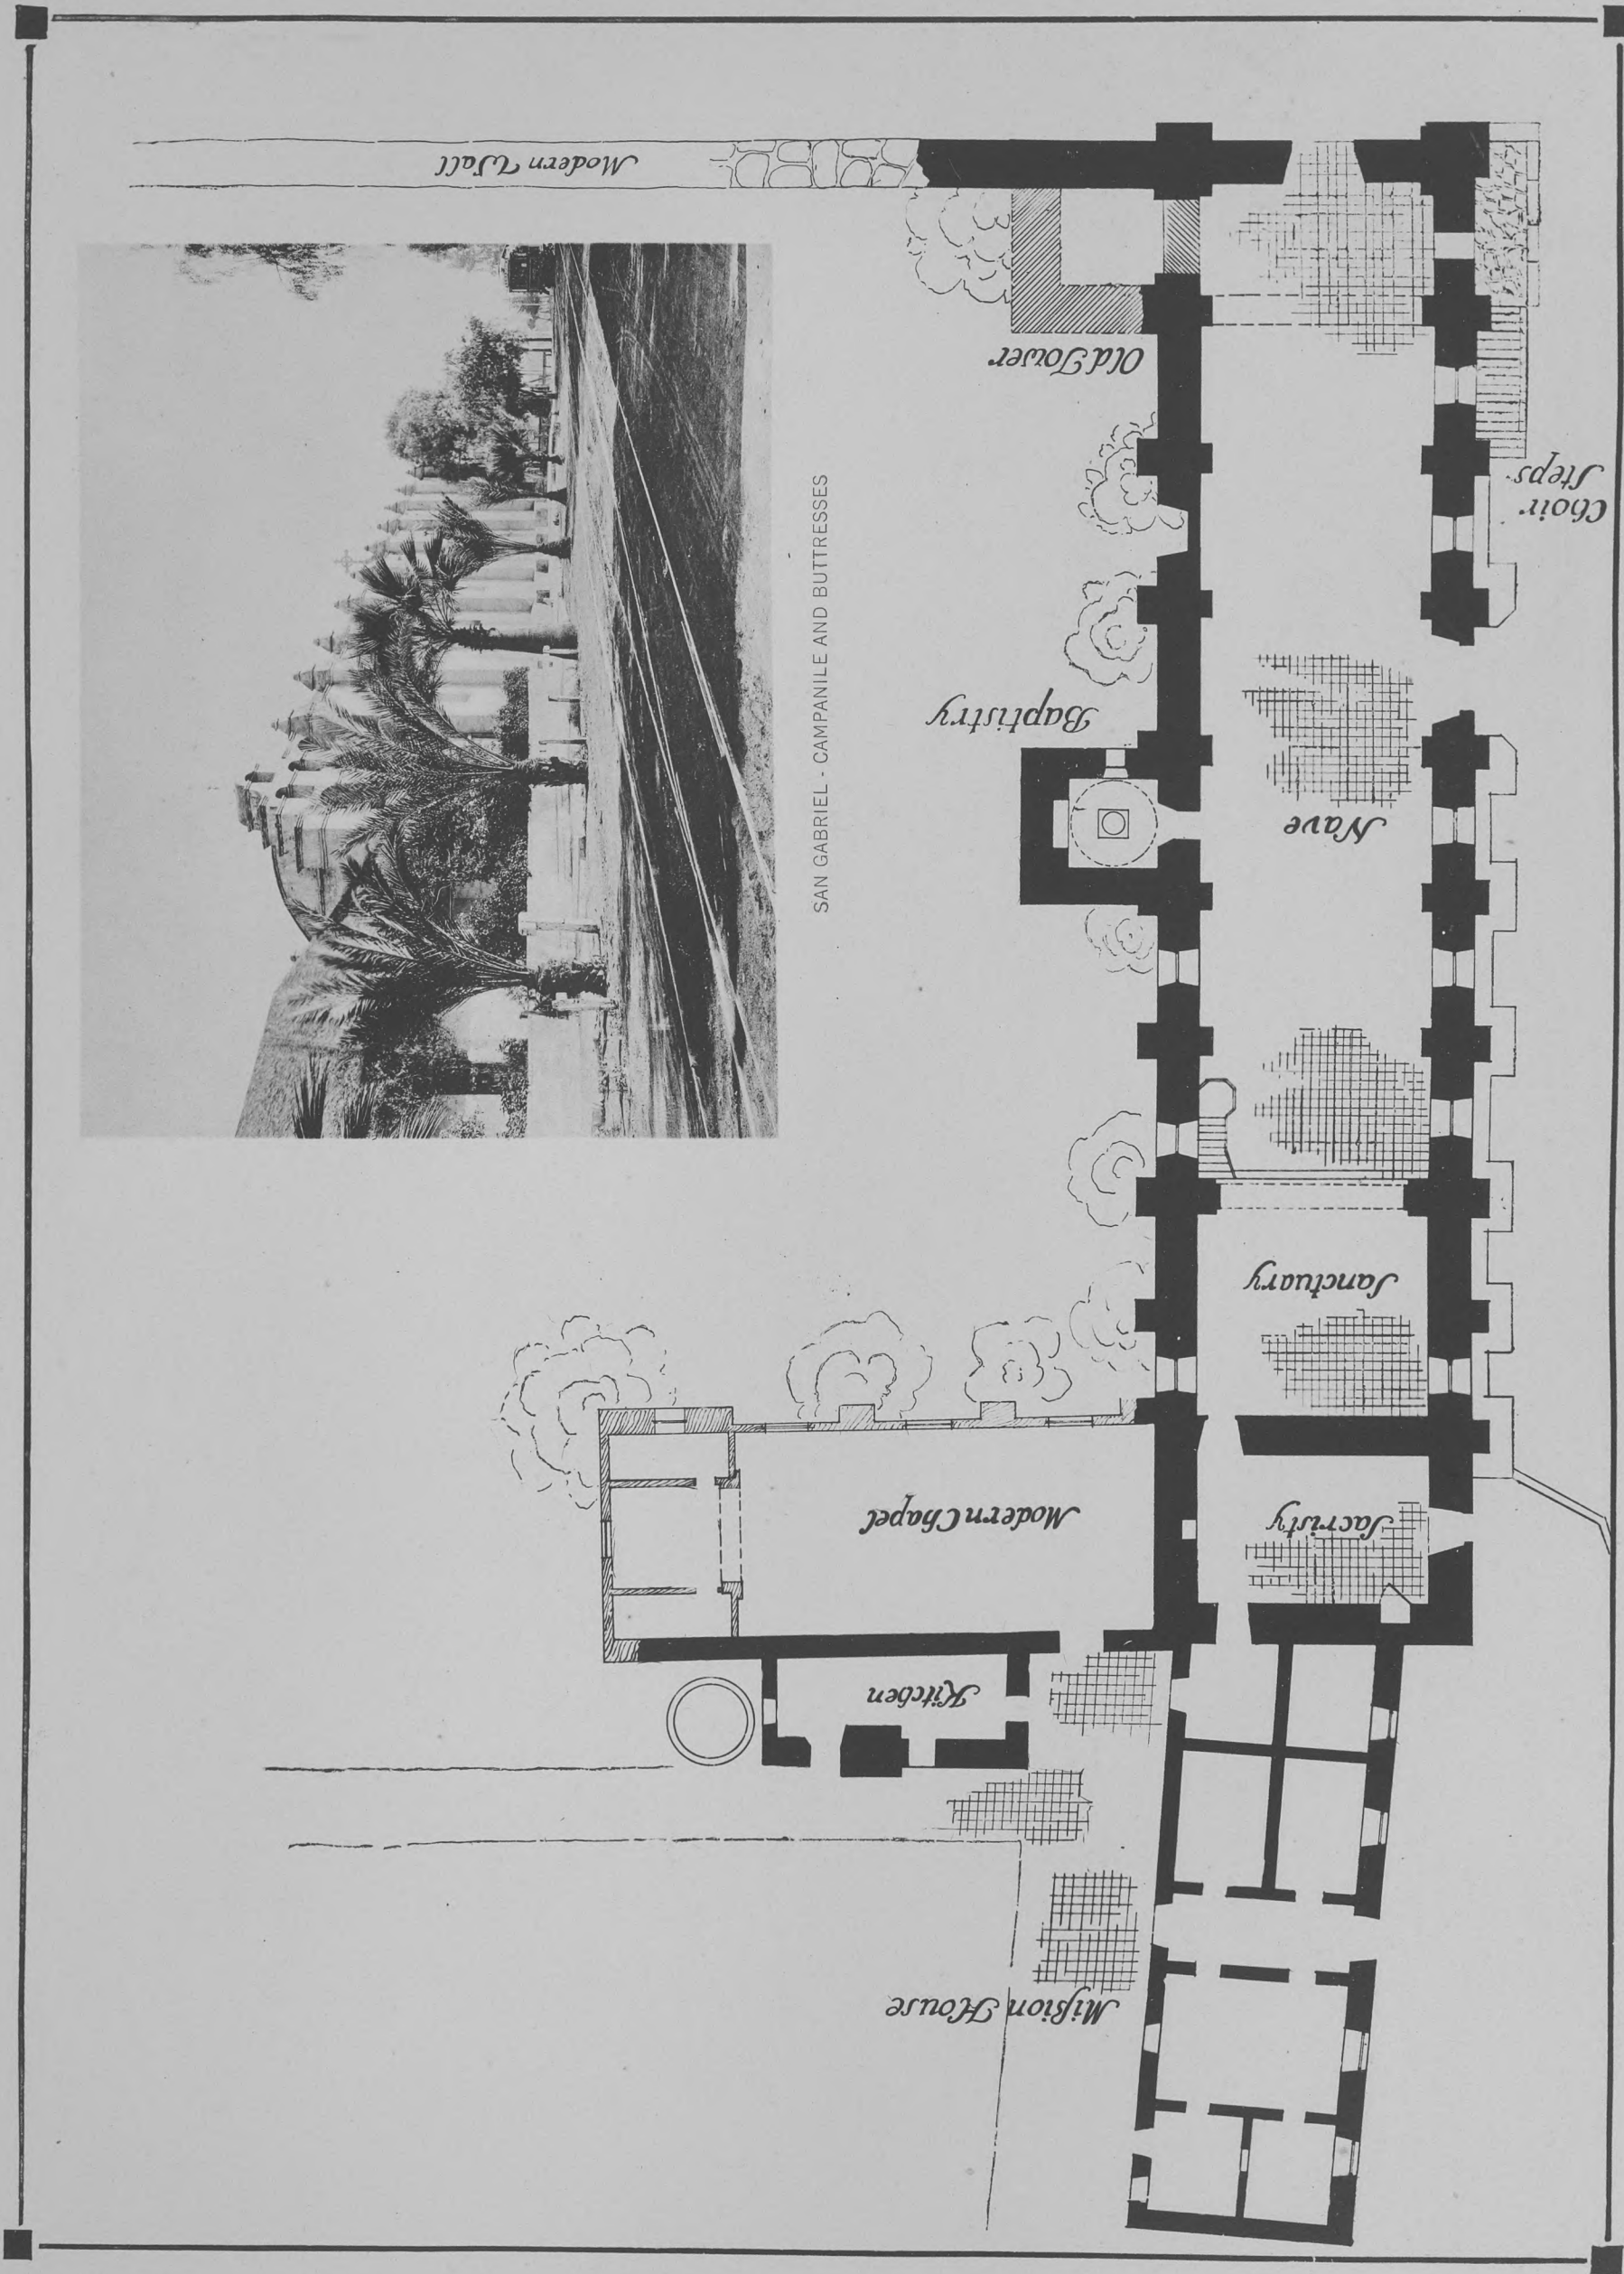 Mißion House
Kitchen
Sacristy
Modern Chapel
Sanctuary
Nave
Baptistry
Choir
Steps
Old Tower
Modern Wall
SAN GABRIEL - CAMPANILE AND BUTTRESSES